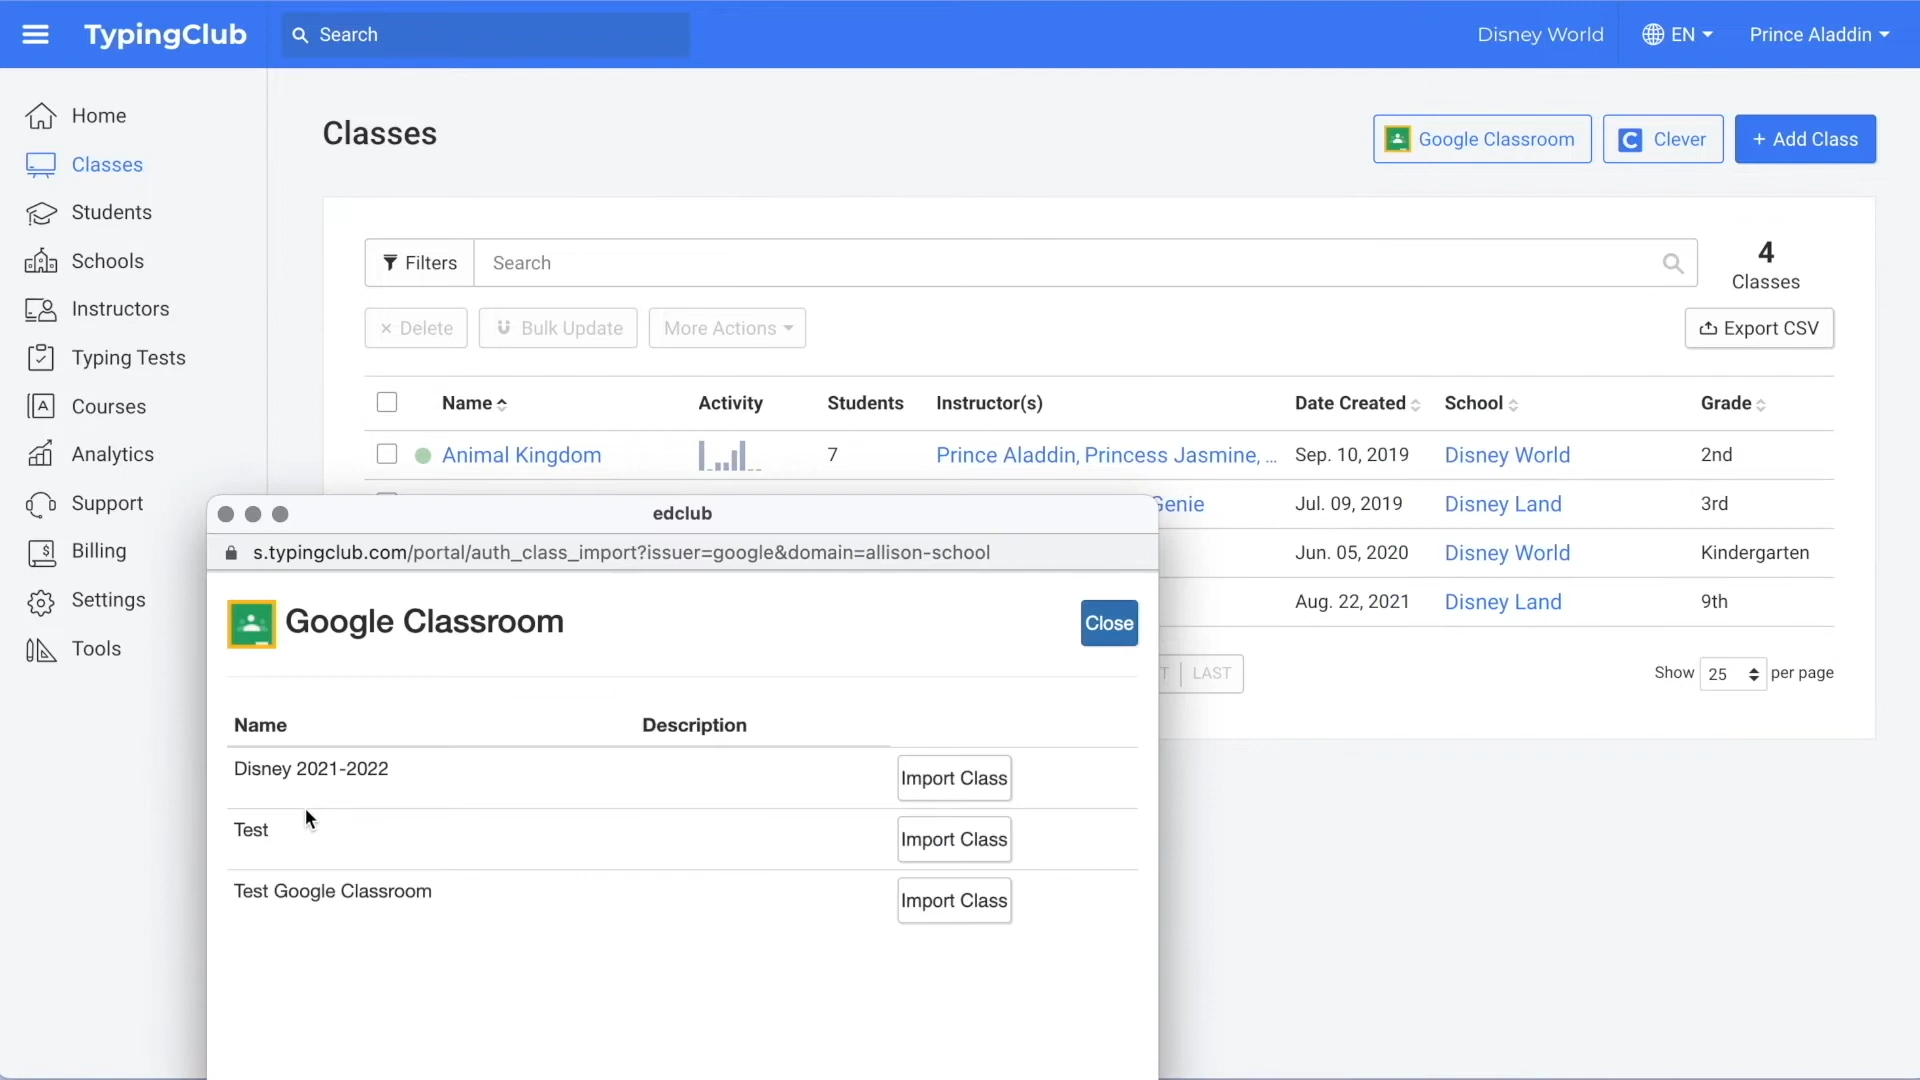 TypingClub
Search
Disney World
EN
Prince Aladdin
Home
Classes
Students
Schools
Instructors
Typing Tests
Courses
Analytics
Support
Billing
Settings
Tools
Classes
Google Classroom
C Clever
+ Add Class
Filters
Search
4
Classes
× Delete
Bulk Update
More Actions
Export CSV
Name Activity Students Instructor(s) Date Created School Grade
Animal Kingdom 7 Prince Aladdin, Princess Jasmine, ... Sep. 10, 2019 Disney World 2nd
Genie Jul. 09, 2019 Disney Land 3rd
Jun. 05, 2020 Disney World Kindergarten
Aug. 22, 2021 Disney Land 9th
LAST
Show 25 per page
edclub
s.typingclub.com/portal/auth_class_import?issuer=google&domain=allison-school
Google Classroom
Close
Name Description
Disney 2021-2022 Import Class
Test Import Class
Test Google Classroom Import Class